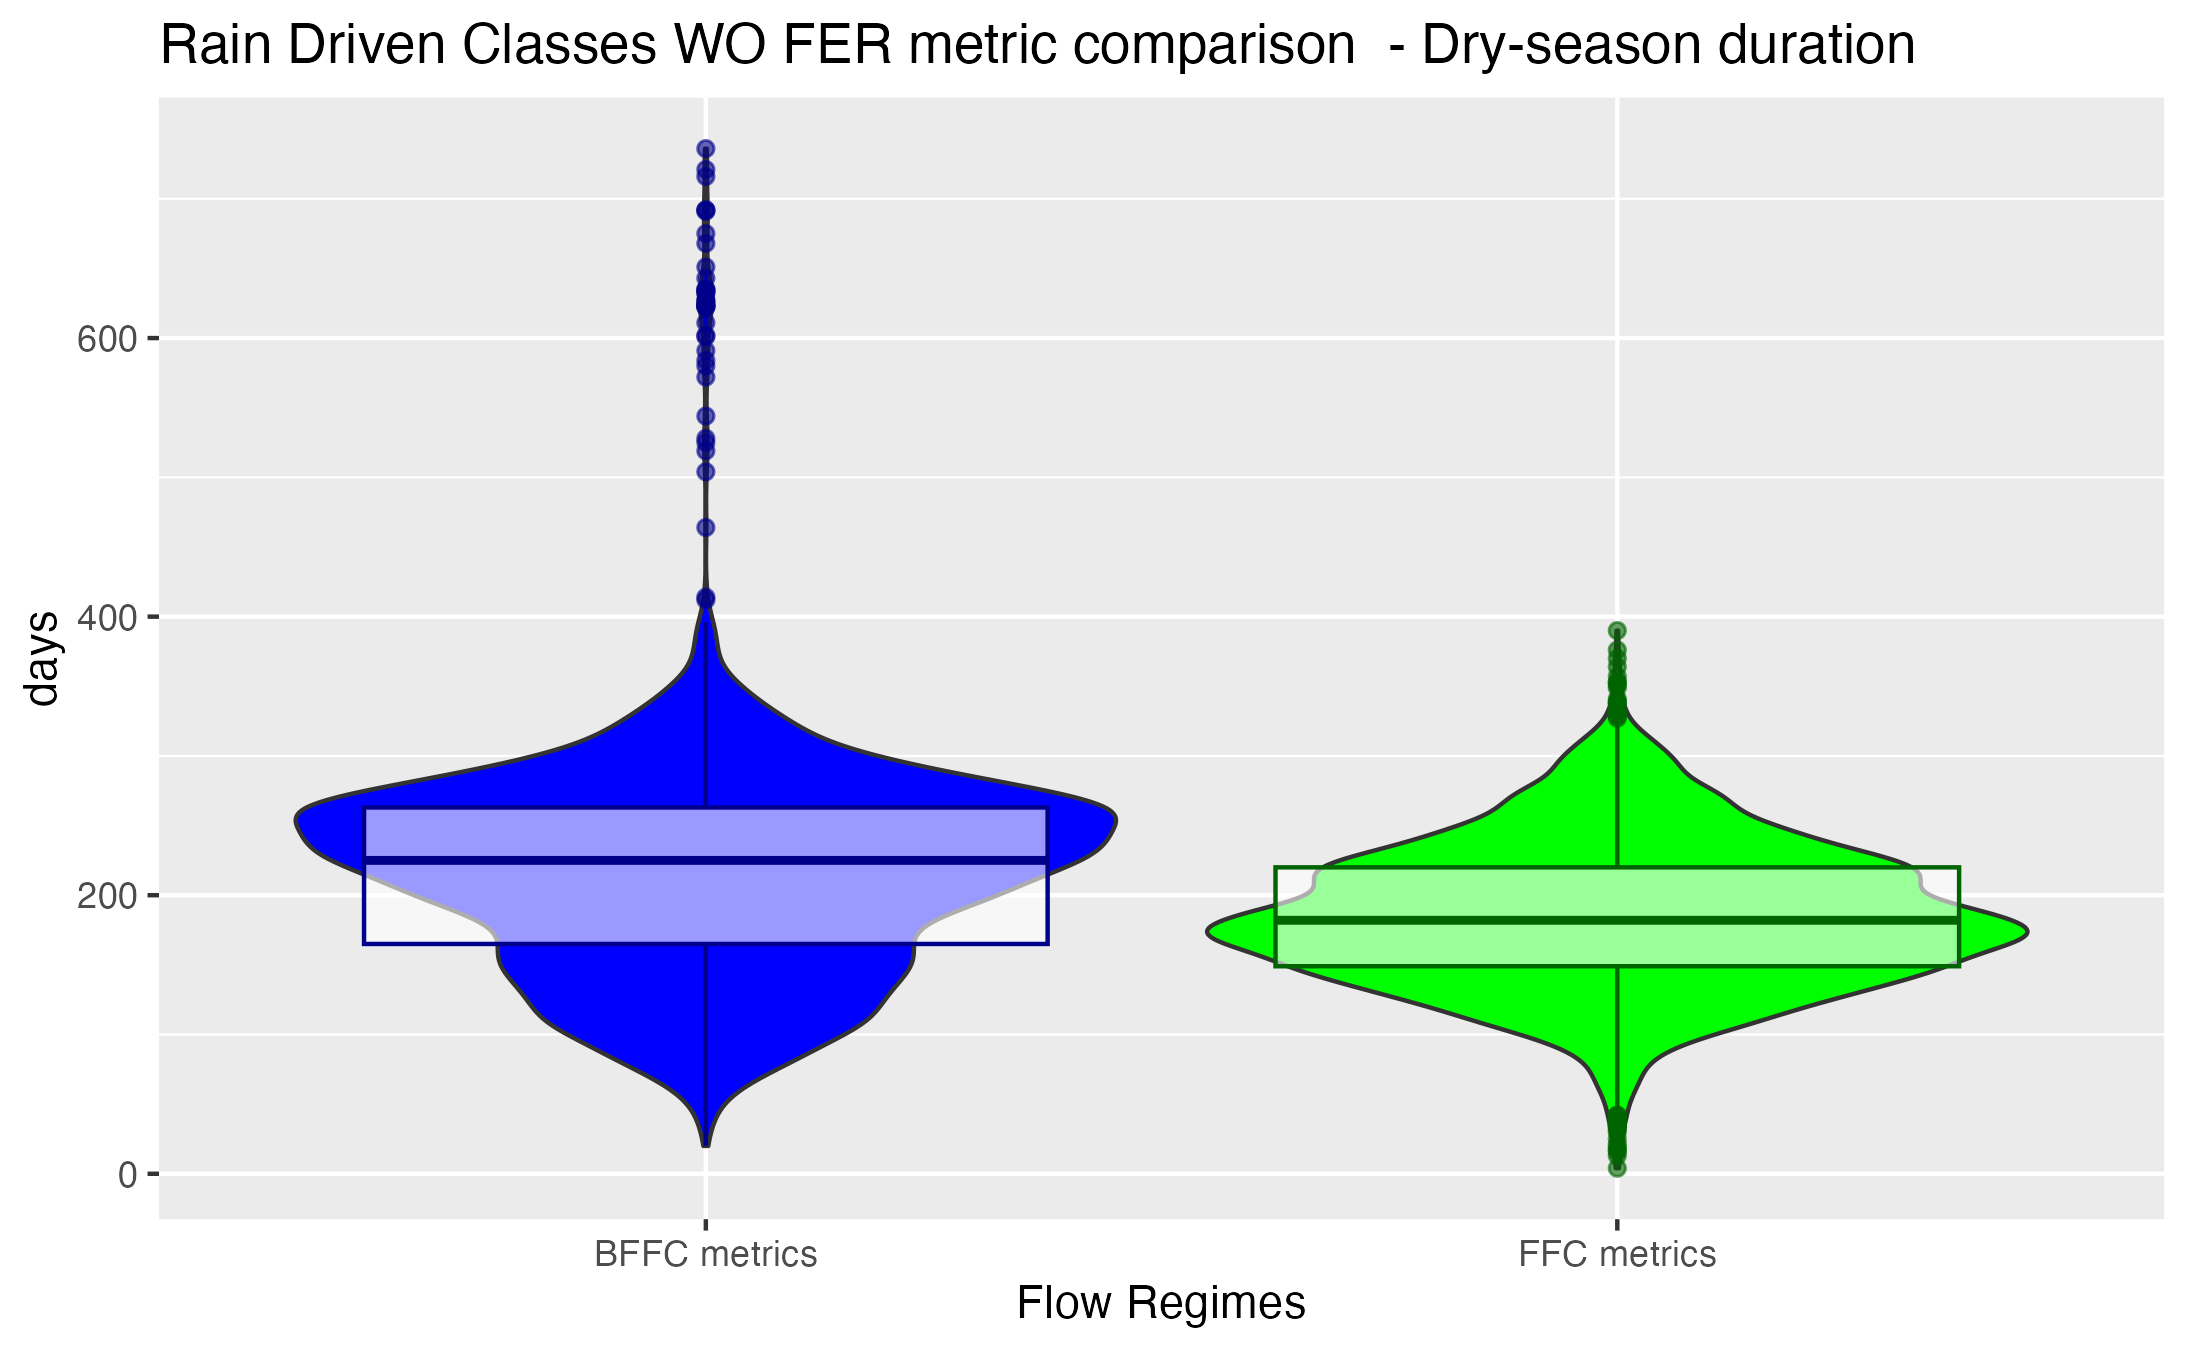 Rain Driven Classes WO FER metric comparison  - Dry-season duration
days
600
400
200
0
BFFC metrics
FFC metrics
Flow Regimes